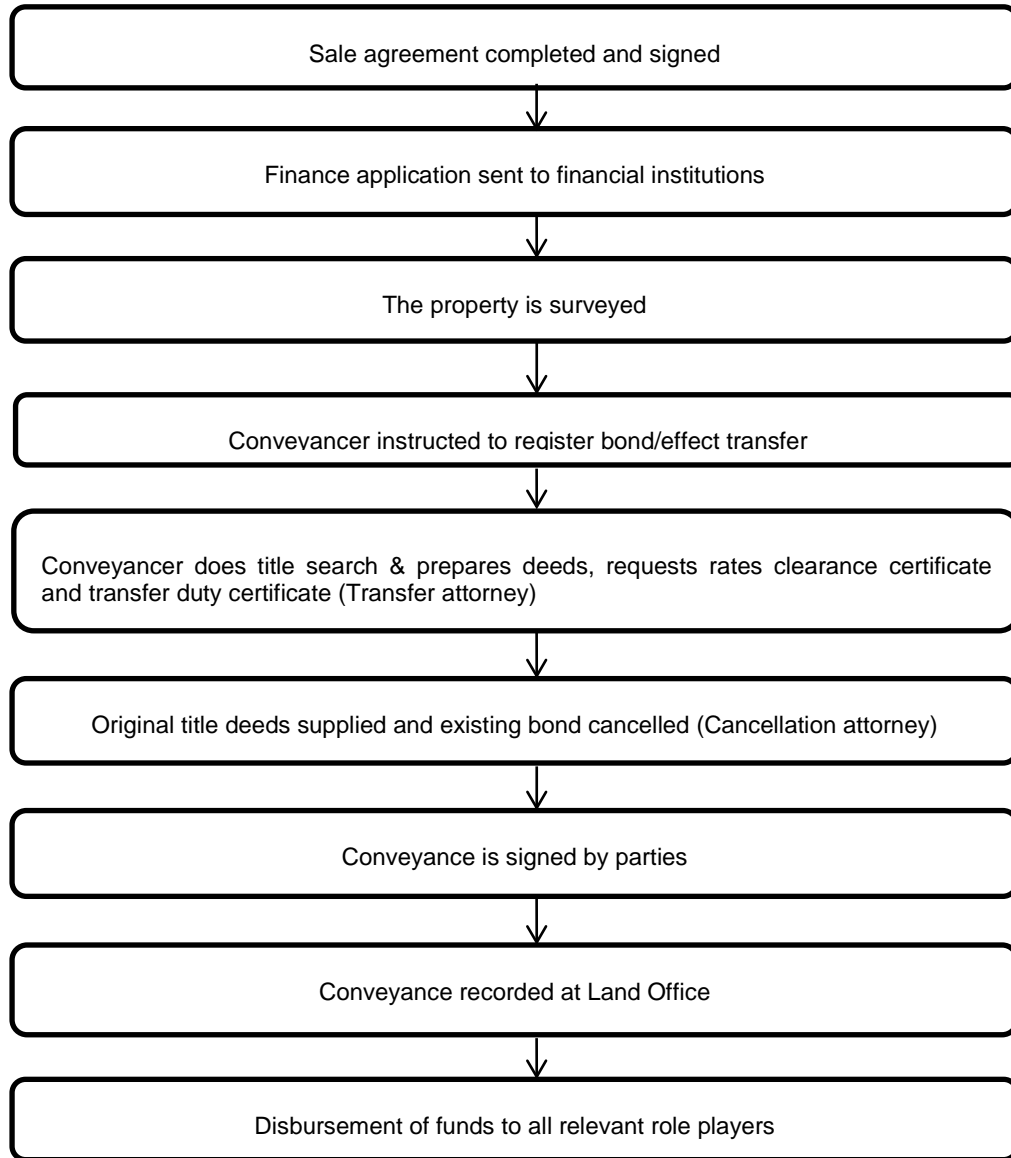 Sale agreement completed and signed
Finance application sent to financial institutions
The property is surveyed
Conveyancer instructed to register bond/effect transfer
Conveyancer does title search & prepares deeds, requests rates clearance certificate
and transfer duty certificate (Transfer attorney)
Original title deeds supplied and existing bond cancelled (Cancellation attorney)
Conveyance is signed by parties
Conveyance recorded at Land Office
Disbursement of funds to all relevant role players